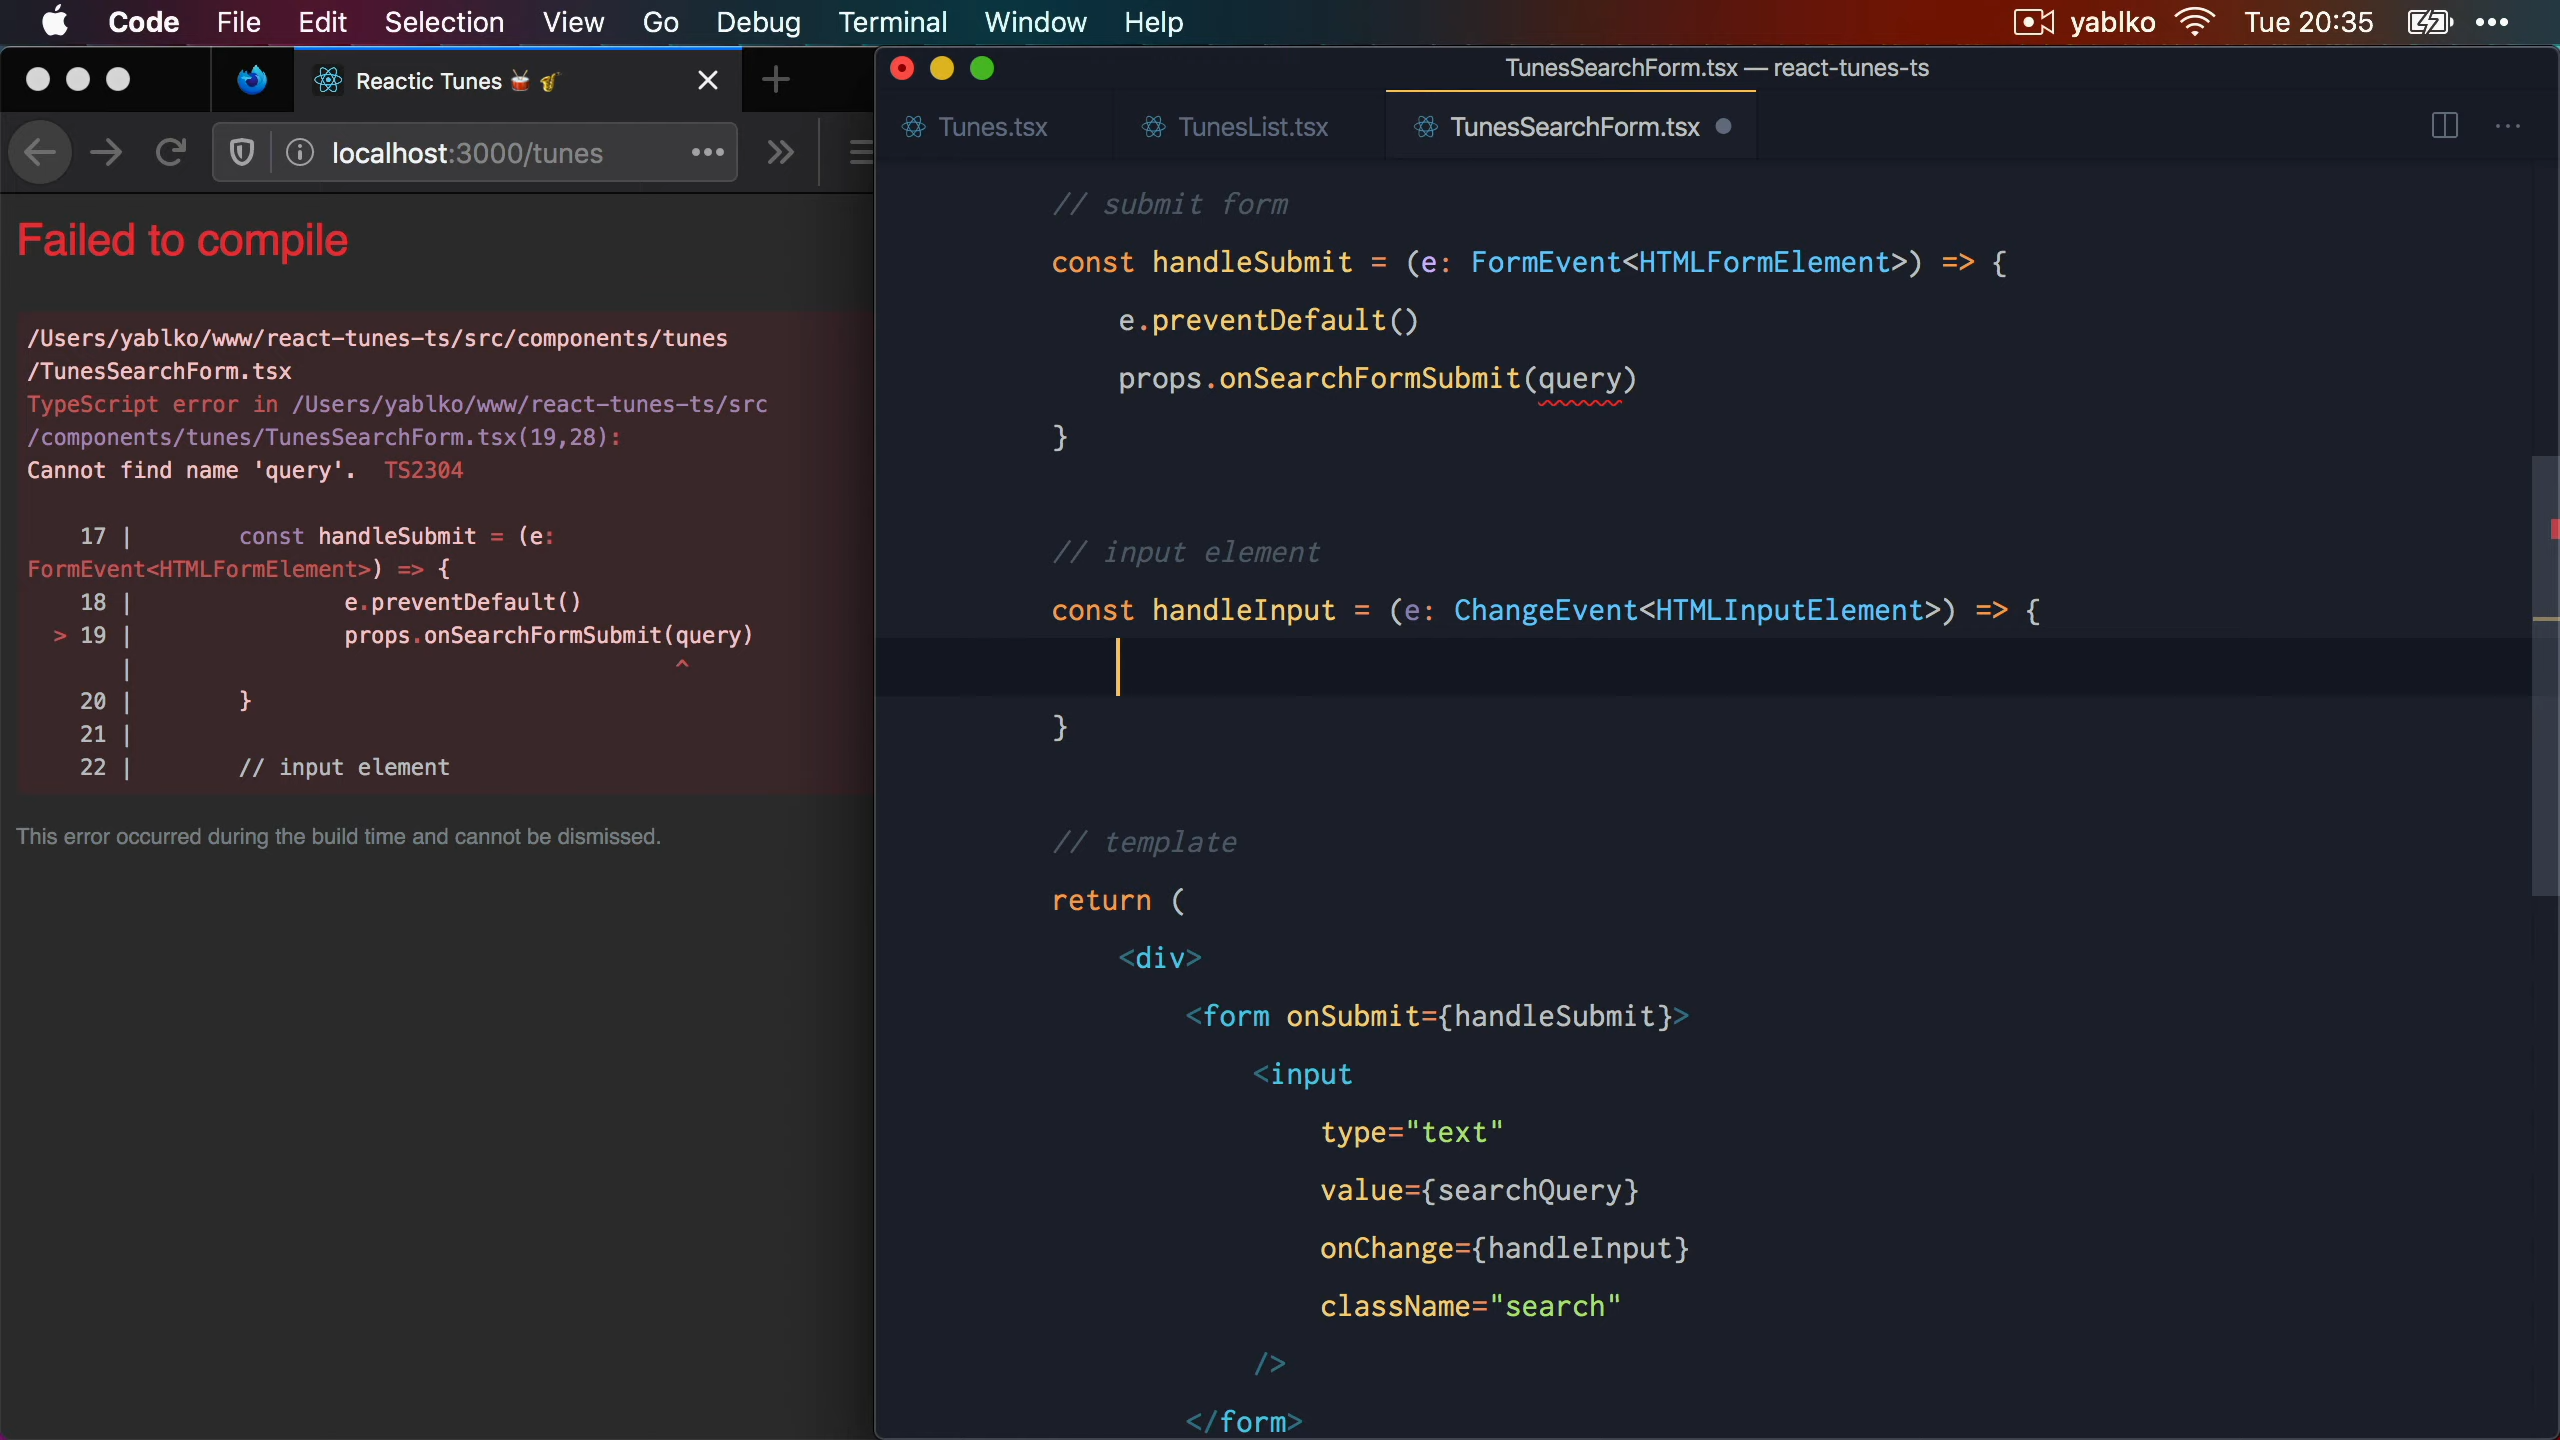 Code File Edit Selection View Go Debug Terminal Window Help yablko Tue 20:35
Reactic Tunes
localhost:3000/tunes
Failed to compile
/Users/yablko/www/react-tunes-ts/src/components/tunes
/TunesSearchForm.tsx
TypeScript error in /Users/yablko/www/react-tunes-ts/src
/components/tunes/TunesSearchForm.tsx(19,28):
Cannot find name 'query'.  TS2304
17 | const handleSubmit = (e:
FormEvent<HTMLFormElement>) => {
18 | e.preventDefault()
> 19 | props.onSearchFormSubmit(query)
| ^
20 | }
21 |
22 | // input element
This error occurred during the build time and cannot be dismissed.
TunesSearchForm.tsx — react-tunes-ts
Tunes.tsx TunesList.tsx TunesSearchForm.tsx
// submit form
const handleSubmit = (e: FormEvent<HTMLFormElement>) => {
e.preventDefault()
props.onSearchFormSubmit(query)
}
// input element
const handleInput = (e: ChangeEvent<HTMLInputElement>) => {
}
// template
return (
<div>
<form onSubmit={handleSubmit}>
<input
type="text"
value={searchQuery}
onChange={handleInput}
className="search"
/>
</form>